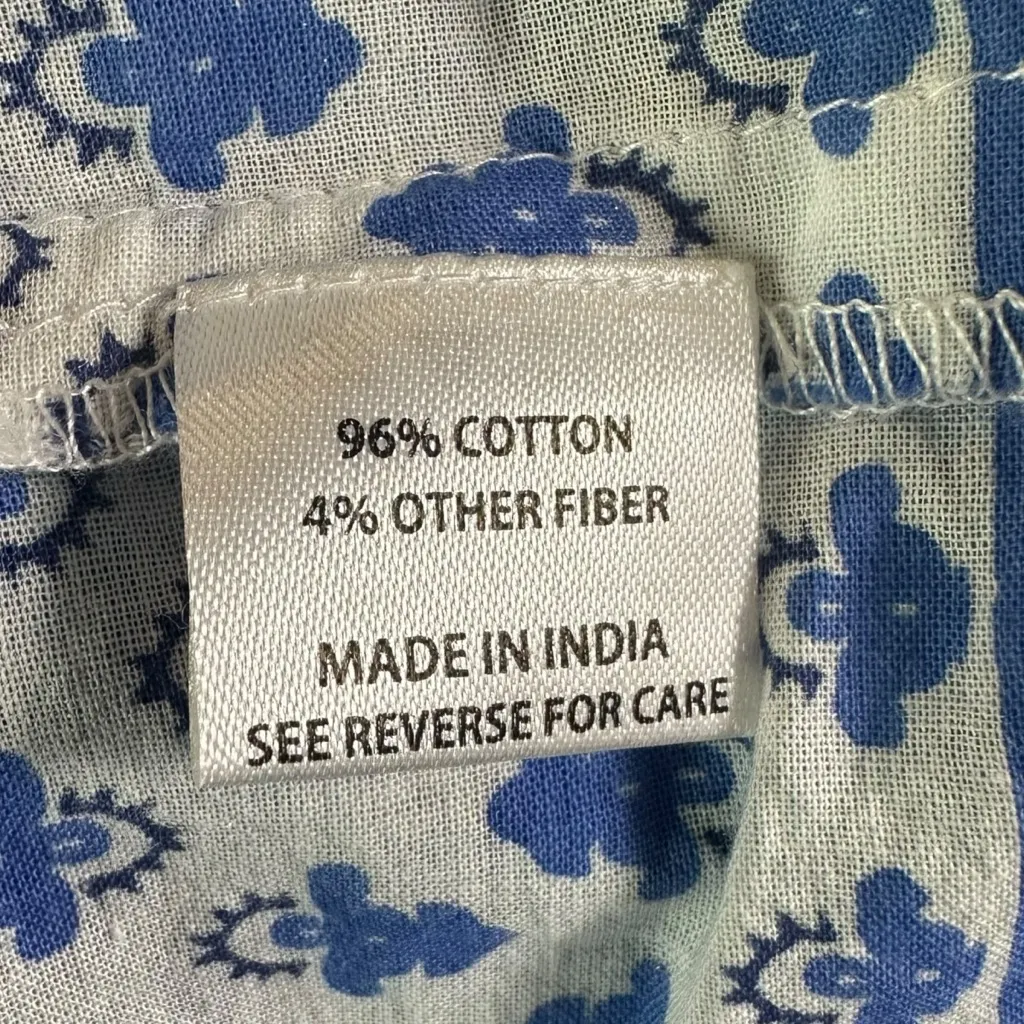 96% COTTON
4% OTHER FIBER
MADE IN INDIA
SEE REVERSE FOR CARE